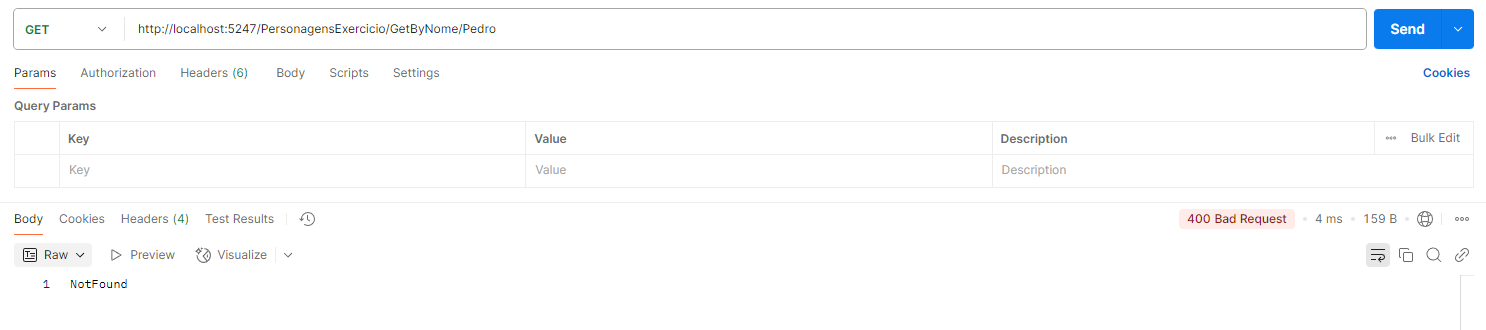 GET http://localhost:5247/PersonagensExercicio/GetByNome/Pedro Send
Params Authorization Headers (6) Body Scripts Settings Cookies
Query Params
Key Value Description Bulk Edit
Key Value Description
Body Cookies Headers (4) Test Results 400 Bad Request • 4 ms • 159 B
Raw Preview Visualize
1 NotFound